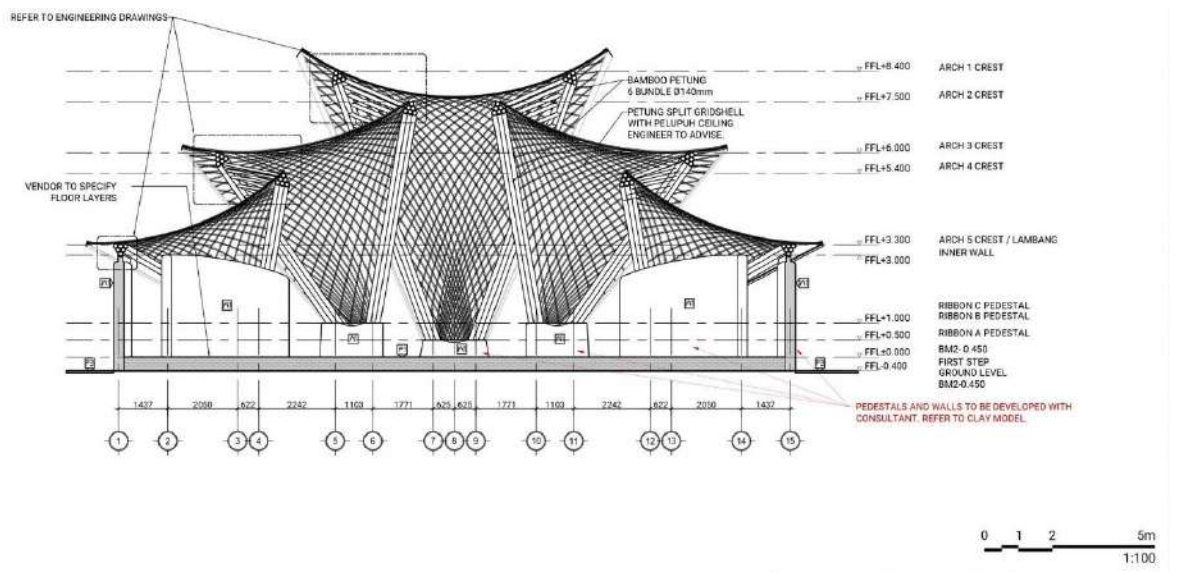 REFER TO ENGINEERING DRAWINGS
FFL+8.400 ARCH 1 CREST
BAMBOO PETUNG
6 BUNDLE Ø140mm
FFL+7.500 ARCH 2 CREST
PETUNG SPLIT GRIDSHELL
WITH PELUPUH CEILING
ENGINEER TO ADVISE.
FFL+6.000 ARCH 3 CREST
FFL+5.400 ARCH 4 CREST
VENDOR TO SPECIFY
FLOOR LAYERS
FFL+3.300 ARCH 5 CREST / LAMBANG
FFL+3.000 INNER WALL
RIBBON C PEDESTAL
FFL+1.000 RIBBON B PEDESTAL
FFL+0.500 RIBBON A PEDESTAL
FFL±0.000 BM2- 0.450
FIRST STEP
FFL-0.400 GROUND LEVEL
BM2-0.450
1437 2050 622 2242 1103 1771 625 625 1771 1103 2242 622 2050 1437
PEDESTALS AND WALLS TO BE DEVELOPED WITH
CONSULTANT. REFER TO CLAY MODEL
1 2 3 4 5 6 7 8 9 10 11 12 13 14 15
0 1 2 5m
1:100